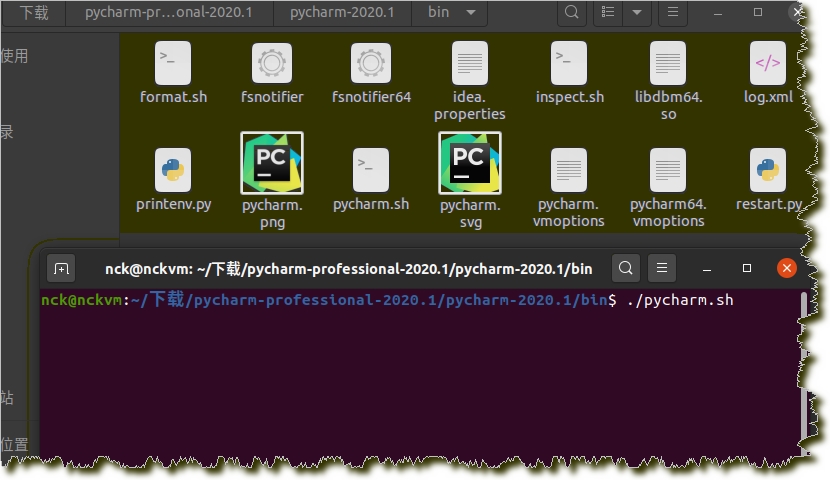 下载 pycharm-pr…onal-2020.1 pycharm-2020.1 bin
使用
format.sh fsnotifier fsnotifier64 idea. inspect.sh libdbm64. log.xml
properties so
录
PC PC
printenv.py pycharm. pycharm.sh pycharm. pycharm. pycharm64. restart.py
png svg vmoptions vmoptions
nck@nckvm: ~/下载/pycharm-professional-2020.1/pycharm-2020.1/bin
nck@nckvm:~/下载/pycharm-professional-2020.1/pycharm-2020.1/bin$ ./pycharm.sh
站
位置